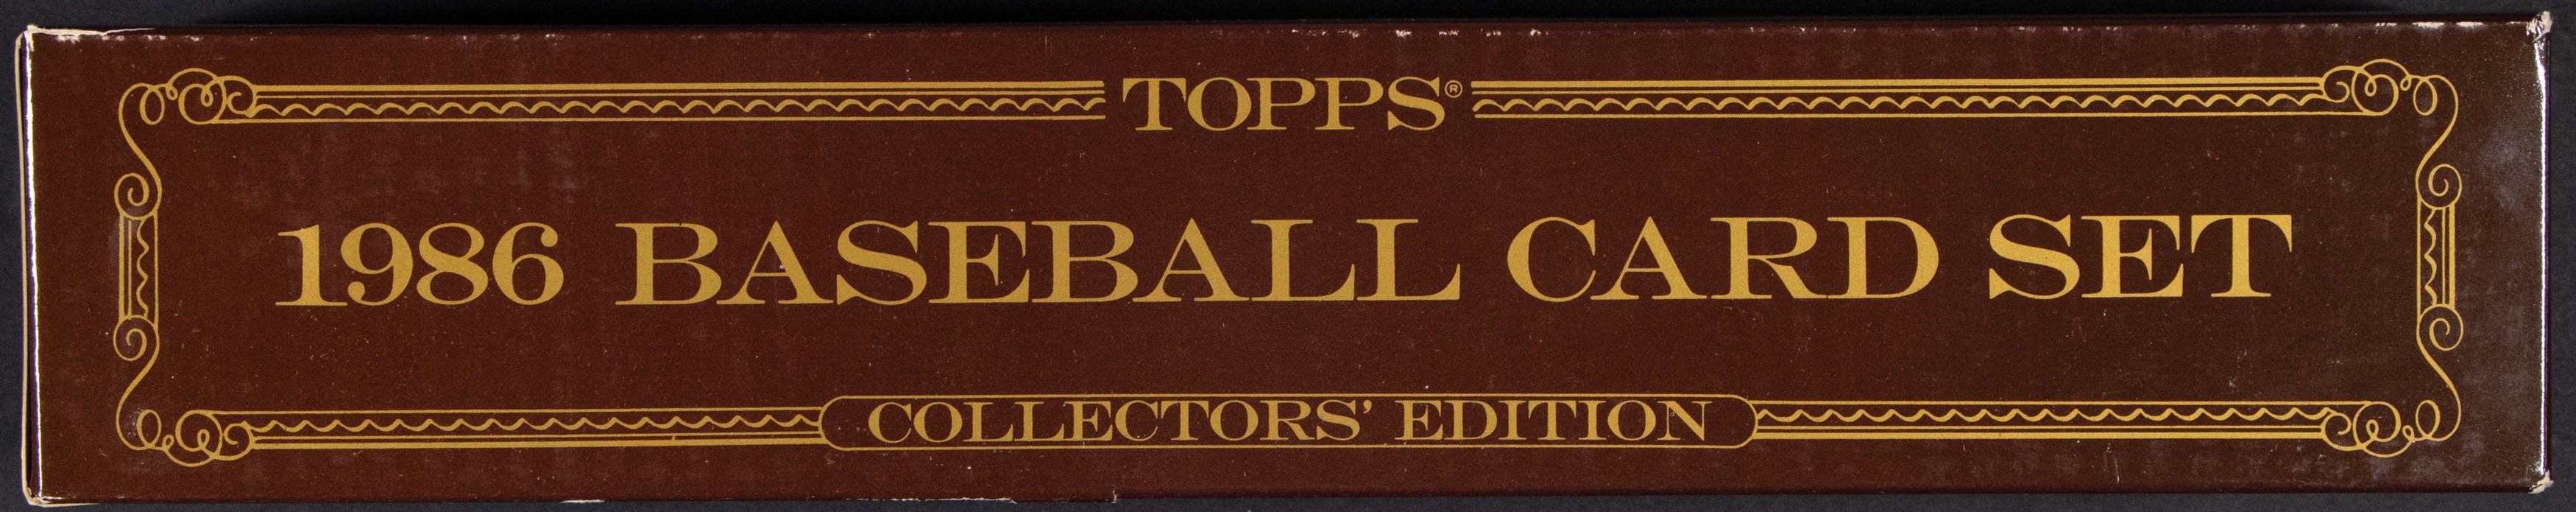 TOPPS®
1986 BASEBALL CARD SET
COLLECTORS' EDITION